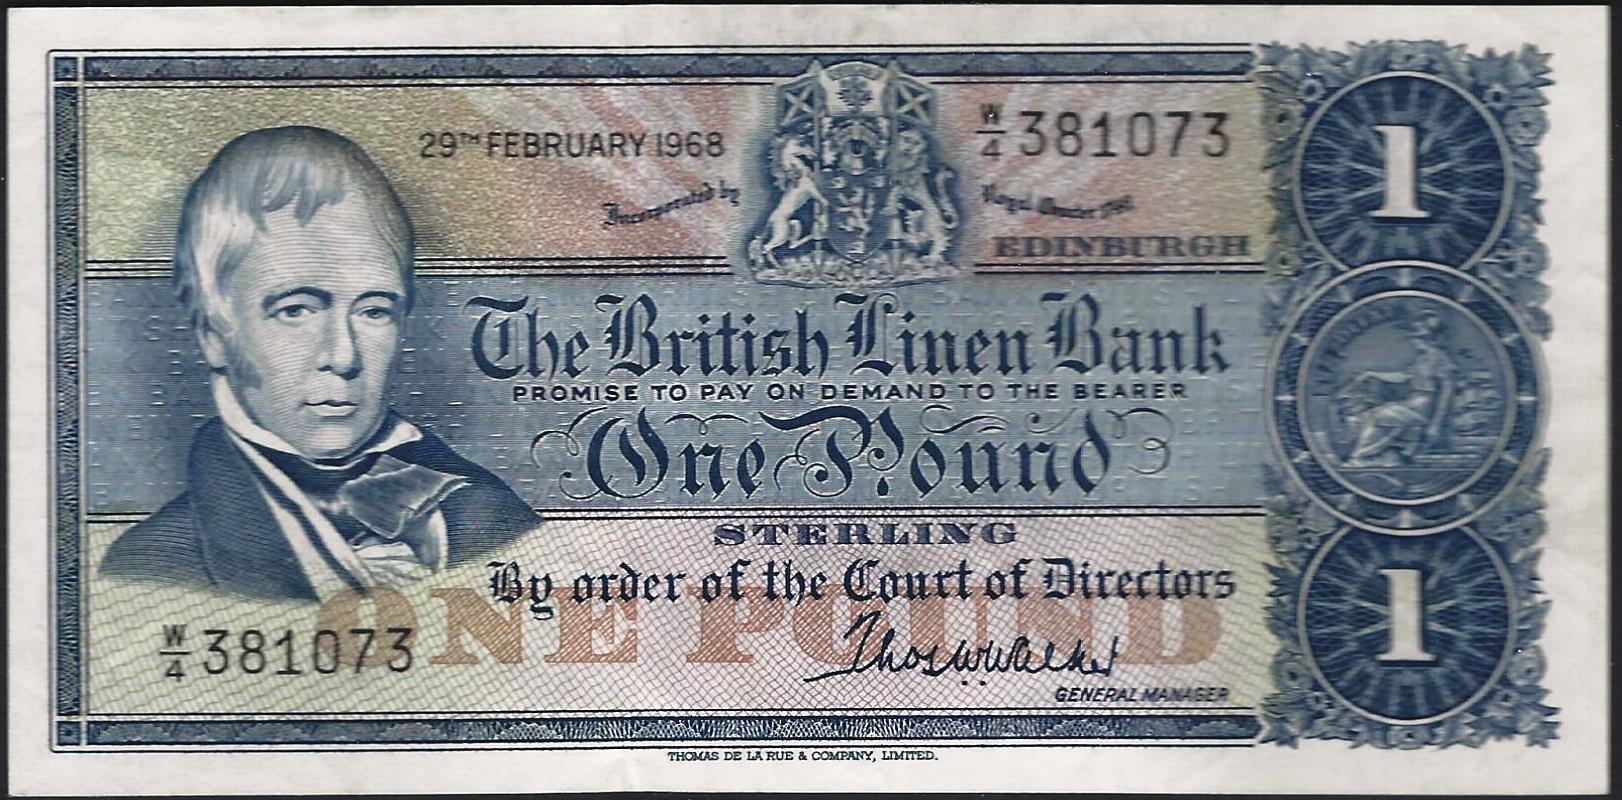 29TH FEBRUARY 1968
W/4 381073
Incorporated by Royal Charter 1746
EDINBURGH
The British Linen Bank
PROMISE TO PAY ON DEMAND TO THE BEARER
One Pound
STERLING
By order of the Court of Directors
ONE POUND
W/4 381073
Thos W Walker
GENERAL MANAGER
THOMAS DE LA RUE & COMPANY, LIMITED.
1
1